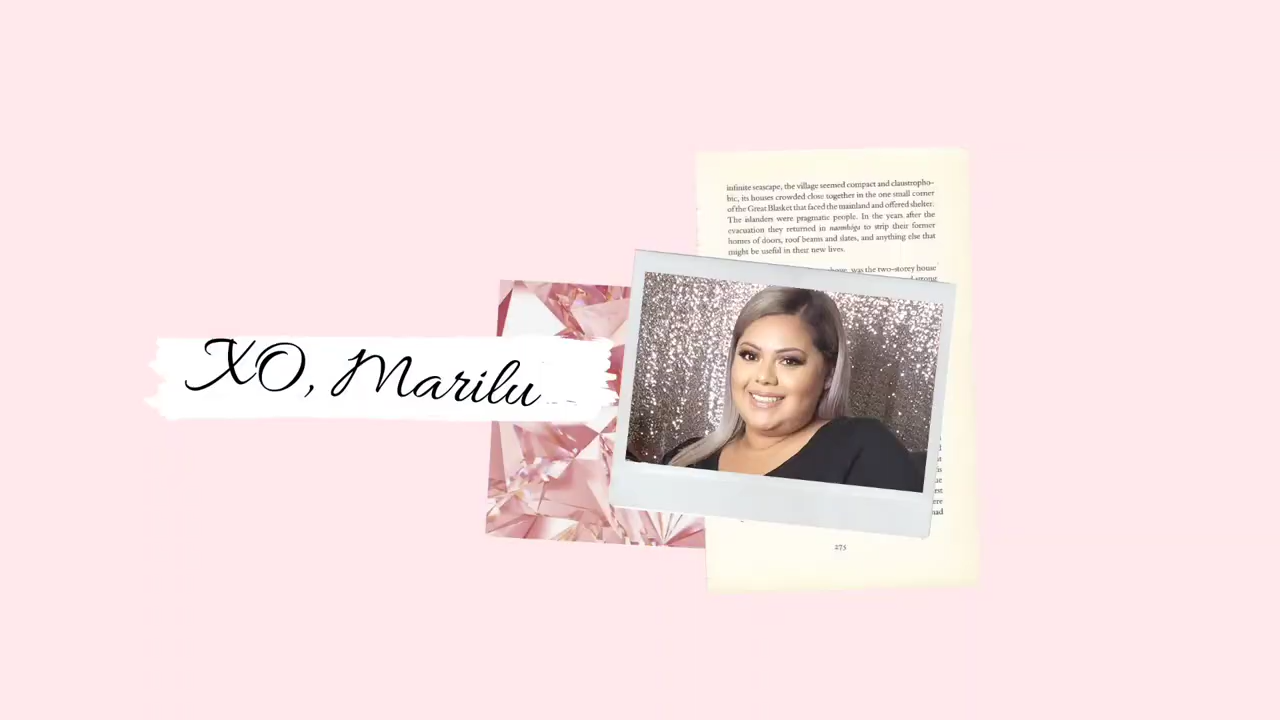 XO, Marilu
infinite seascape, the village seemed compact and claustropho-
bic, its houses crowded close together in the one small corner
of the Great Blasket that faced the mainland and offered shelter.
The islanders were pragmatic people. In the years after the
evacuation they returned in naomhóga to strip their former
homes of doors, roof beams and slates, and anything else that
might be useful in their new lives.
was the two-storey house
strong
273